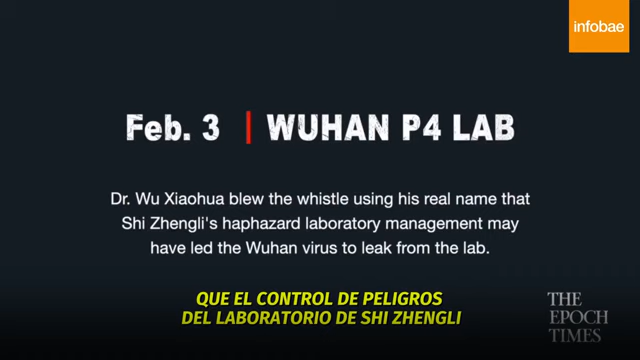 infobae
Feb. 3 | WUHAN P4 LAB
Dr. Wu Xiaohua blew the whistle using his real name that
Shi Zhengli's haphazard laboratory management may
have led the Wuhan virus to leak from the lab.
QUE EL CONTROL DE PELIGROS
DEL LABORATORIO DE SHI ZHENGLI
THE
EPOCH
TIMES